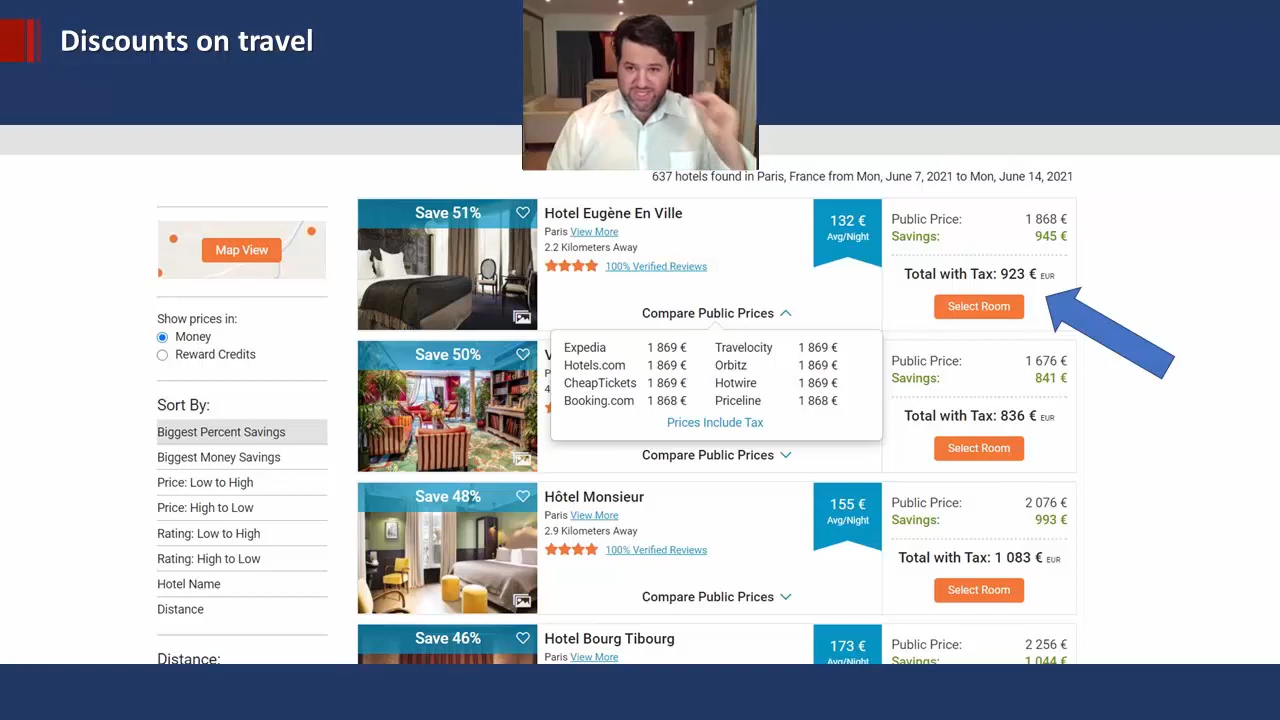 Discounts on travel
637 hotels found in Paris, France from Mon, June 7, 2021 to Mon, June 14, 2021
Map View
Show prices in:
Money
Reward Credits
Sort By:
Biggest Percent Savings
Biggest Money Savings
Price: Low to High
Price: High to Low
Rating: Low to High
Rating: High to Low
Hotel Name
Distance
Distance:
Save 51%
Hotel Eugène En Ville
Paris View More
2.2 Kilometers Away
100% Verified Reviews
Compare Public Prices
132 €
Avg/Night
Public Price: 1 868 €
Savings: 945 €
Total with Tax: 923 € EUR
Select Room
Expedia 1 869 € Travelocity 1 869 €
Hotels.com 1 869 € Orbitz 1 869 €
CheapTickets 1 869 € Hotwire 1 869 €
Booking.com 1 868 € Priceline 1 868 €
Prices Include Tax
Save 50%
Compare Public Prices
Public Price: 1 676 €
Savings: 841 €
Total with Tax: 836 € EUR
Select Room
Save 48%
Hôtel Monsieur
Paris View More
2.9 Kilometers Away
100% Verified Reviews
Compare Public Prices
155 €
Avg/Night
Public Price: 2 076 €
Savings: 993 €
Total with Tax: 1 083 € EUR
Select Room
Save 46%
Hotel Bourg Tibourg
Paris View More
173 €
Avg/Night
Public Price: 2 256 €
Savings: 1 044 €